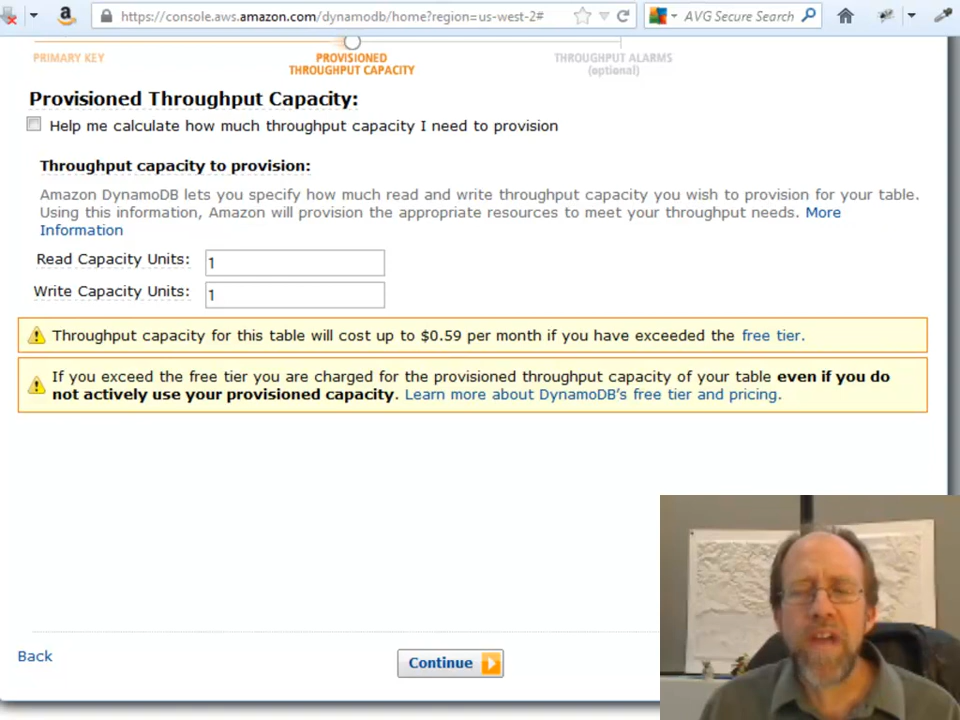 https://console.aws.amazon.com/dynamodb/home?region=us-west-2#
AVG Secure Search
PRIMARY KEY
PROVISIONED
THROUGHPUT CAPACITY
THROUGHPUT ALARMS
(optional)
Provisioned Throughput Capacity:
Help me calculate how much throughput capacity I need to provision
Throughput capacity to provision:
Amazon DynamoDB lets you specify how much read and write throughput capacity you wish to provision for your table.
Using this information, Amazon will provision the appropriate resources to meet your throughput needs. More
Information
Read Capacity Units: 1
Write Capacity Units: 1
Throughput capacity for this table will cost up to $0.59 per month if you have exceeded the free tier.
If you exceed the free tier you are charged for the provisioned throughput capacity of your table even if you do
not actively use your provisioned capacity. Learn more about DynamoDB's free tier and pricing.
Back
Continue